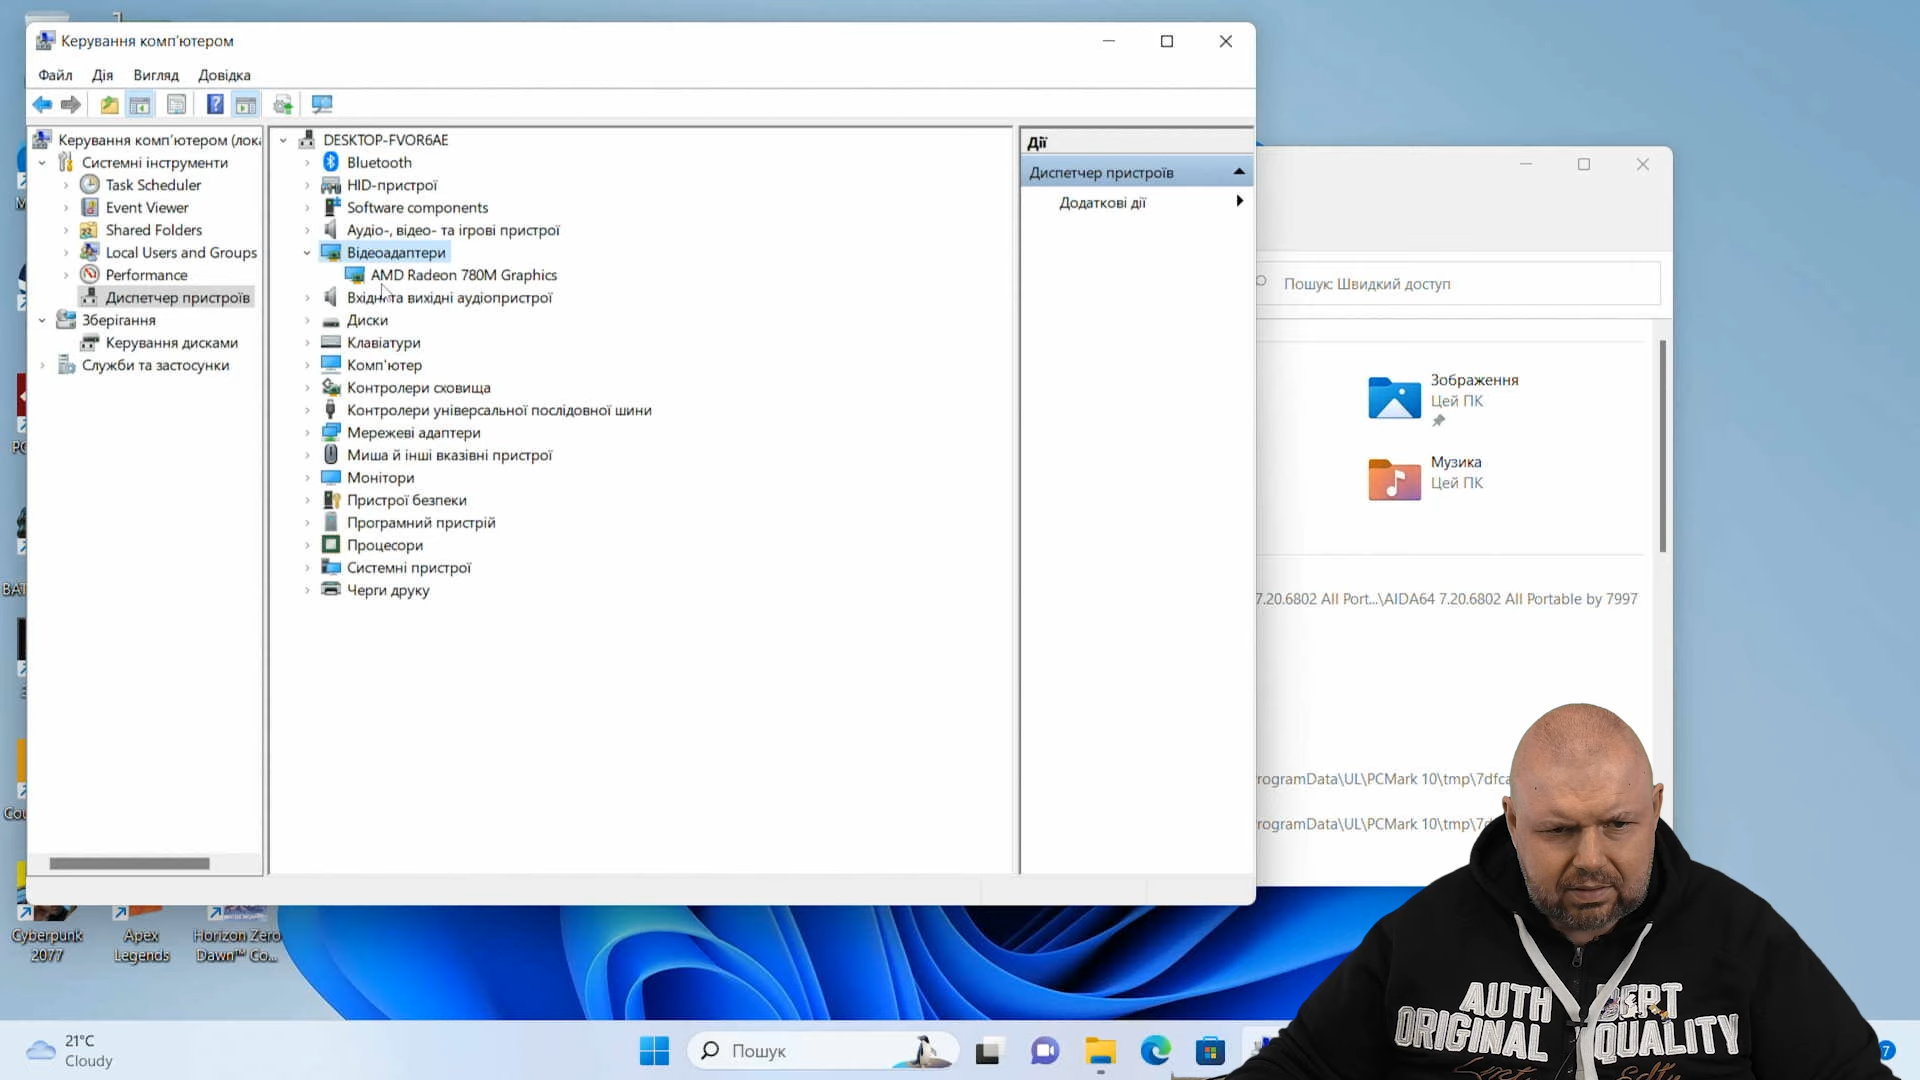 Керування комп'ютером
Файл Дія Вигляд Довідка
Керування комп'ютером (лока
Системні інструменти
Task Scheduler
Event Viewer
Shared Folders
Local Users and Groups
Performance
Диспетчер пристроїв
Зберігання
Керування дисками
Служби та застосунки
DESKTOP-FVOR6AE
Bluetooth
HID-пристрої
Software components
Аудіо-, відео- та ігрові пристрої
Відеоадаптери
AMD Radeon 780M Graphics
Вхідні та вихідні аудіопристрої
Диски
Клавіатури
Комп'ютер
Контролери сховища
Контролери універсальної послідовної шини
Мережеві адаптери
Миша й інші вказівні пристрої
Монітори
Пристрої безпеки
Програмний пристрій
Процесори
Системні пристрої
Черги друку
Дії
Диспетчер пристроїв
Додаткові дії
Пошук: Швидкий доступ
Зображення
Цей ПК
Музика
Цей ПК
7.20.6802 All Port...\AIDA64 7.20.6802 All Portable by 7997
rogramData\UL\PCMark 10\tmp\7dfca
rogramData\UL\PCMark 10\tmp\7d
Cyberpunk
2077
Apex
Legends
Horizon Zero
Dawn™ Co...
21°C
Cloudy
Пошук
7
AUTH DEPT
ORIGINAL QUALITY